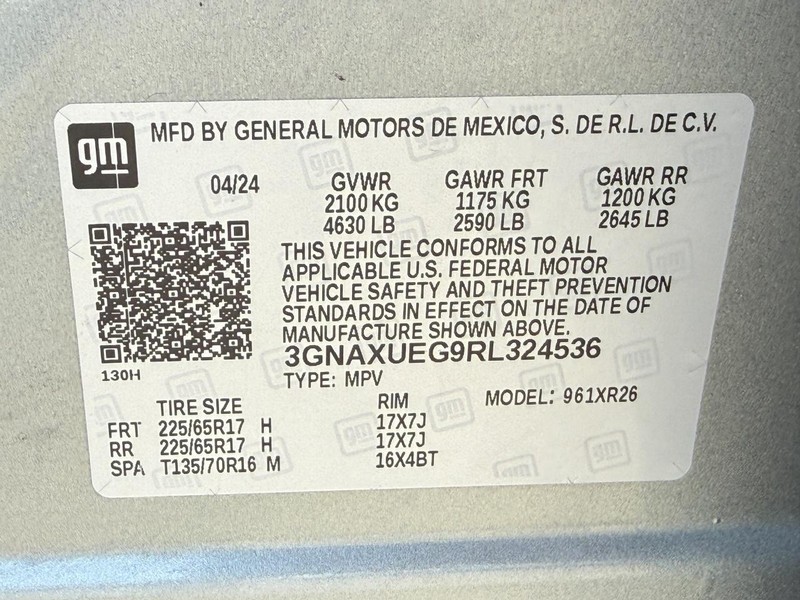 gm
MFD BY GENERAL MOTORS DE MEXICO, S. DE R.L. DE C.V.
04/24 GVWR GAWR FRT GAWR RR
2100 KG 1175 KG 1200 KG
4630 LB 2590 LB 2645 LB
THIS VEHICLE CONFORMS TO ALL
APPLICABLE U.S. FEDERAL MOTOR
VEHICLE SAFETY AND THEFT PREVENTION
STANDARDS IN EFFECT ON THE DATE OF
MANUFACTURE SHOWN ABOVE.
3GNAXUEG9RL324536
130H
TYPE: MPV
MODEL: 961XR26
TIRE SIZE RIM
FRT 225/65R17 H 17X7J
RR 225/65R17 H 17X7J
SPA T135/70R16 M 16X4BT